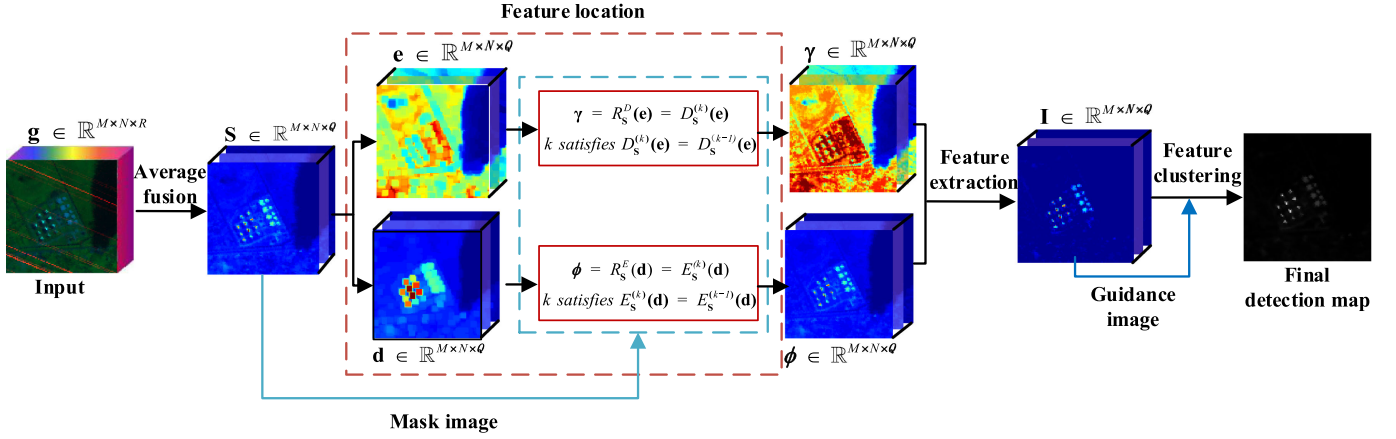 Feature location
g ∈ ℝ^{M×N×R}
Input
Average
fusion
S ∈ ℝ^{M×N×Q}
e ∈ ℝ^{M×N×Q}
d ∈ ℝ^{M×N×Q}
γ = R_S^D(e) = D_S^{(k)}(e)
k satisfies D_S^{(k)}(e) = D_S^{(k-1)}(e)
ϕ = R_S^E(d) = E_S^{(k)}(d)
k satisfies E_S^{(k)}(d) = E_S^{(k-1)}(d)
Mask image
γ ∈ ℝ^{M×N×Q}
ϕ ∈ ℝ^{M×N×Q}
Feature
extraction
I ∈ ℝ^{M×N×Q}
Feature
clustering
Guidance
image
Final
detection map